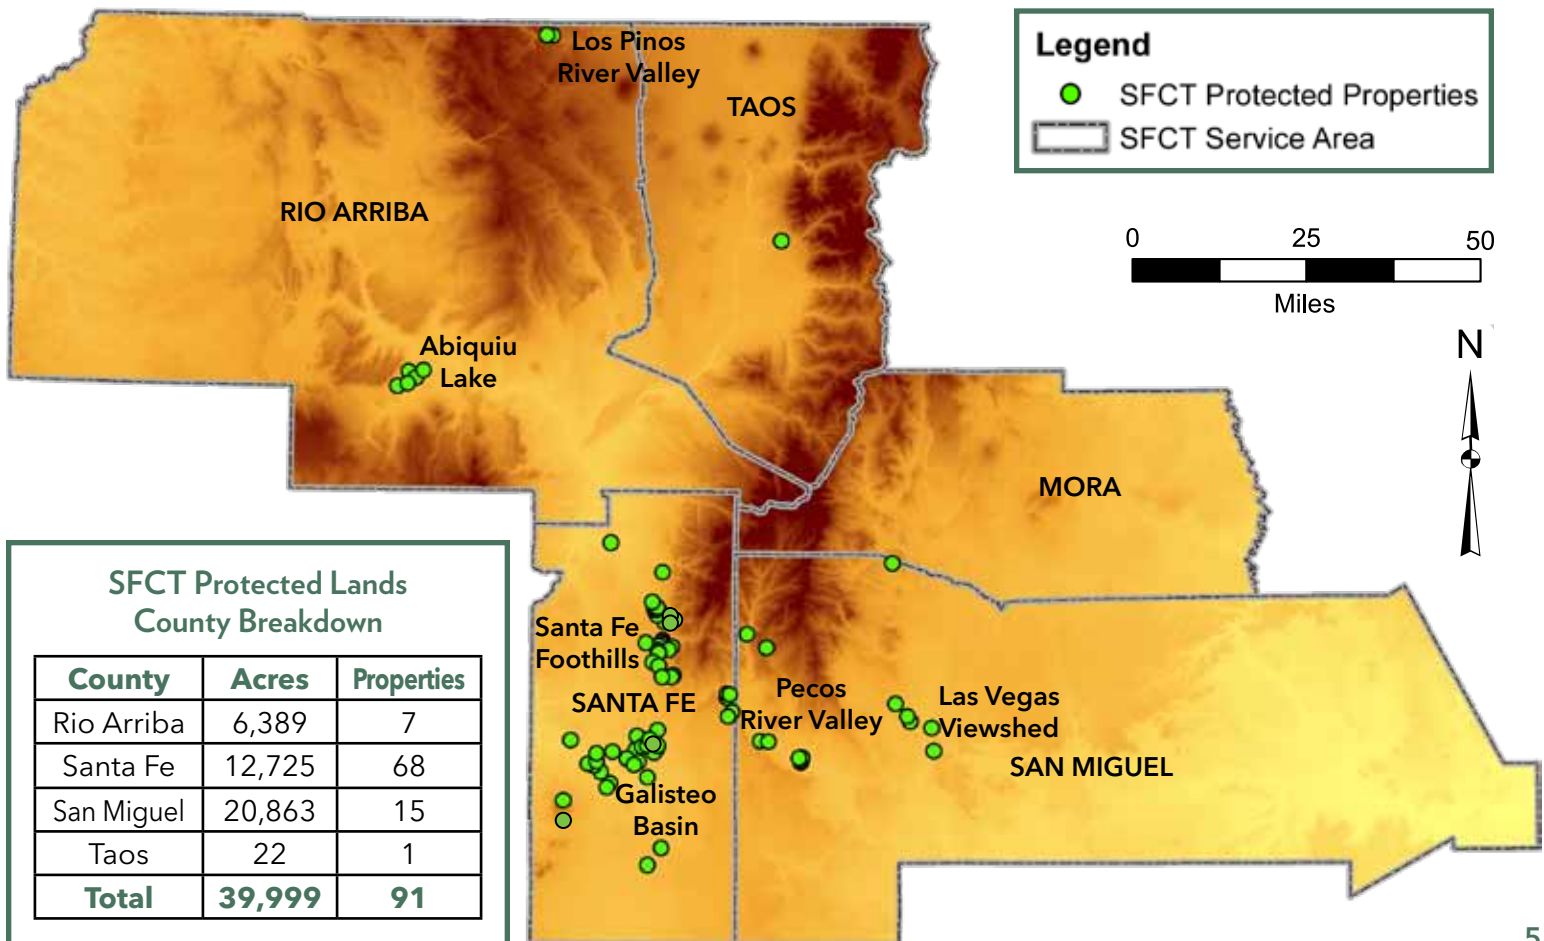 Los Pinos
River Valley
TAOS
RIO ARRIBA
Abiquiu
Lake
MORA
Santa Fe
Foothills
SANTA FE
Pecos
River Valley
Las Vegas
Viewshed
SAN MIGUEL
Galisteo
Basin
Legend
SFCT Protected Properties
SFCT Service Area
0 25 50
Miles
N
SFCT Protected Lands
County Breakdown
County Acres Properties
Rio Arriba 6,389 7
Santa Fe 12,725 68
San Miguel 20,863 15
Taos 22 1
Total 39,999 91
5